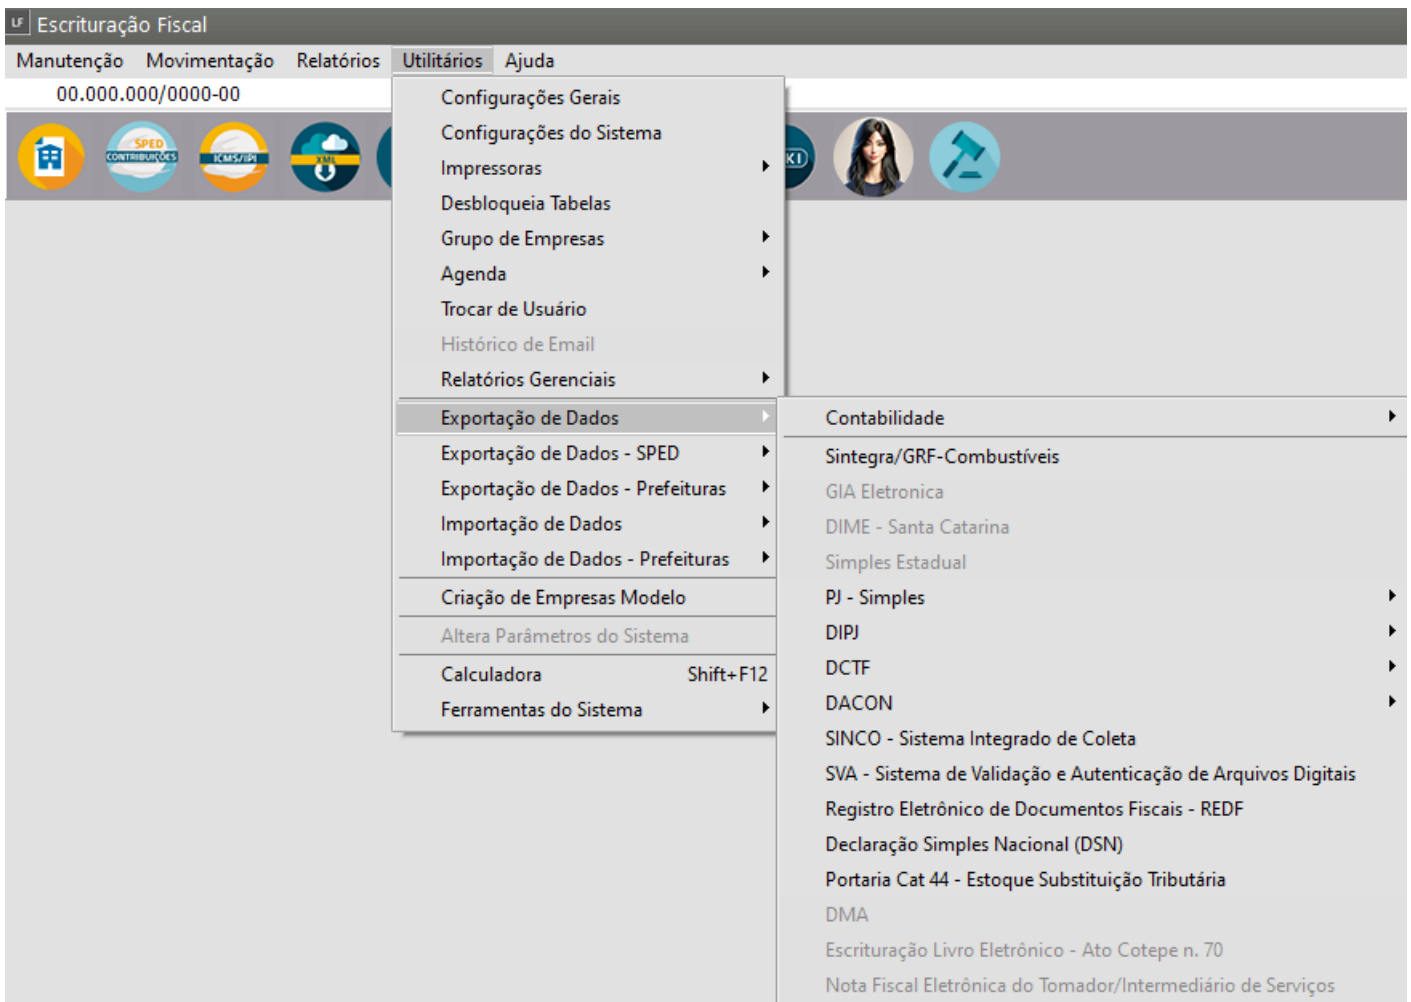 LF Escrituração Fiscal
Manutenção Movimentação Relatórios Utilitários Ajuda
00.000.000/0000-00
SPED
CONTRIBUIÇÕES
ICMS/IPI
XML
KI
Configurações Gerais
Configurações do Sistema
Impressoras
Desbloqueia Tabelas
Grupo de Empresas
Agenda
Trocar de Usuário
Histórico de Email
Relatórios Gerenciais
Exportação de Dados
Exportação de Dados - SPED
Exportação de Dados - Prefeituras
Importação de Dados
Importação de Dados - Prefeituras
Criação de Empresas Modelo
Altera Parâmetros do Sistema
Calculadora Shift+F12
Ferramentas do Sistema
Contabilidade
Sintegra/GRF-Combustíveis
GIA Eletronica
DIME - Santa Catarina
Simples Estadual
PJ - Simples
DIPJ
DCTF
DACON
SINCO - Sistema Integrado de Coleta
SVA - Sistema de Validação e Autenticação de Arquivos Digitais
Registro Eletrônico de Documentos Fiscais - REDF
Declaração Simples Nacional (DSN)
Portaria Cat 44 - Estoque Substituição Tributária
DMA
Escrituração Livro Eletrônico - Ato Cotepe n. 70
Nota Fiscal Eletrônica do Tomador/Intermediário de Serviços